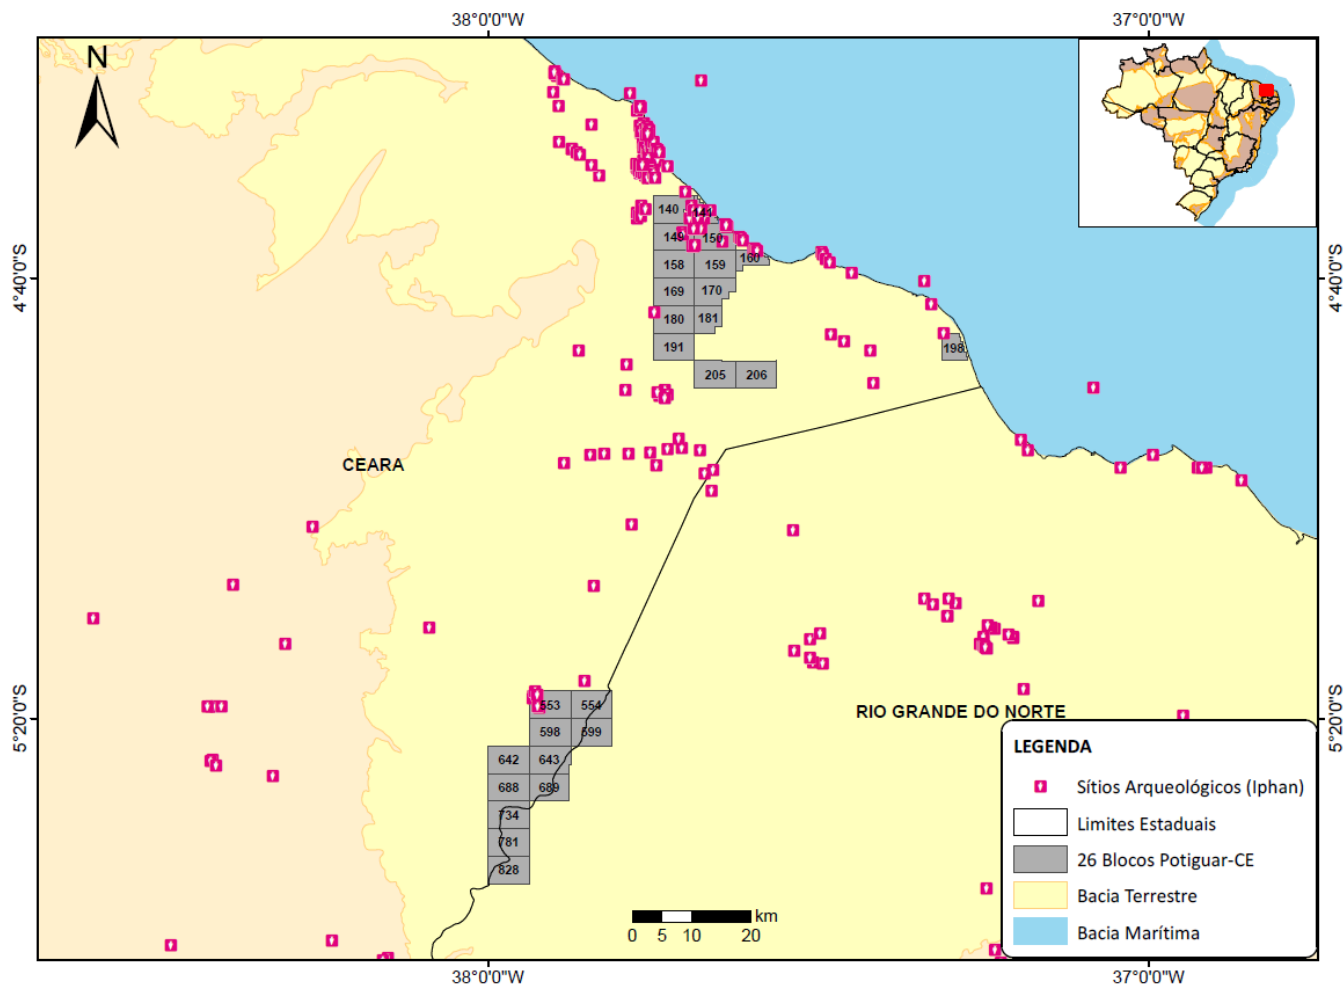 38°0'0"W
37°0'0"W
N
140
141
149
150
158
159
160
4°40'0"S
4°40'0"S
169
170
180
181
191
198
205
206
CEARA
5°20'0"S
5°20'0"S
553
554
RIO GRANDE DO NORTE
598
599
642
643
688
689
734
781
828
LEGENDA
Sítios Arqueológicos (Iphan)
Limites Estaduais
26 Blocos Potiguar-CE
Bacia Terrestre
Bacia Marítima
km
0 5 10 20
38°0'0"W
37°0'0"W